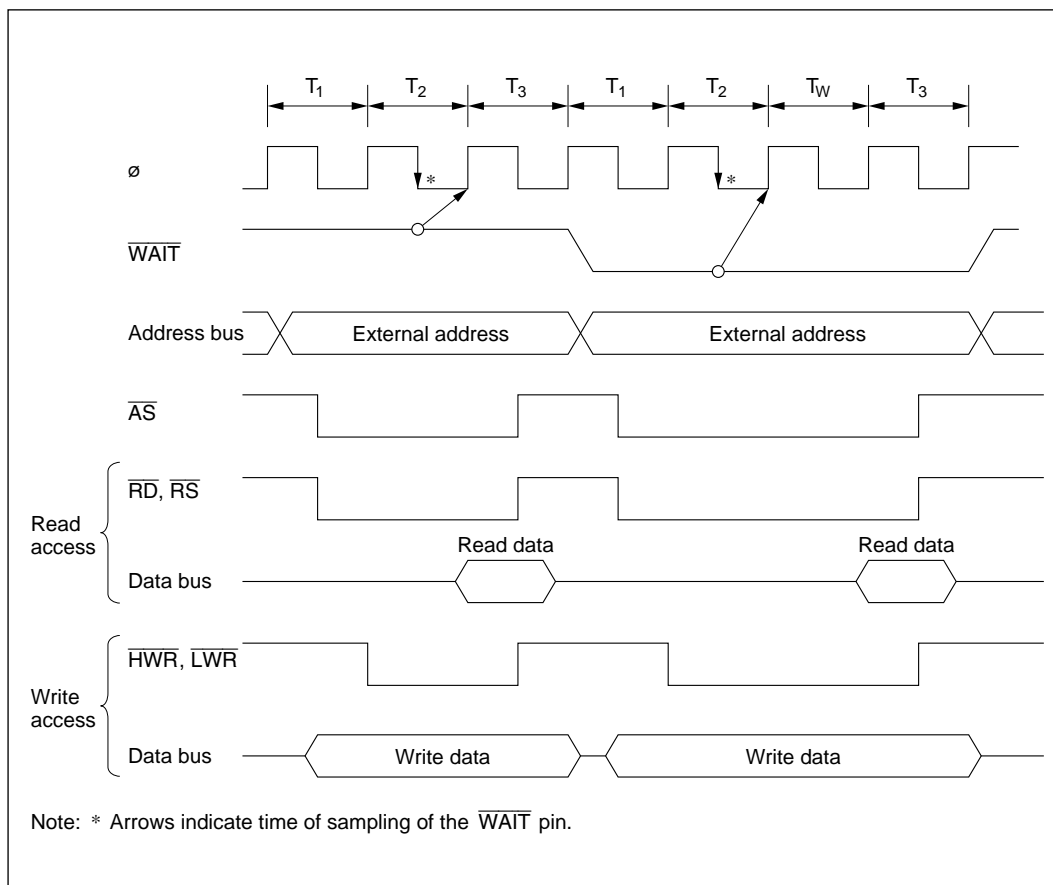 T1 T2 T3 T1 T2 TW T3
ø
*
*
WAIT
Address bus
External address
External address
AS
Read access
RD, RS
Read data
Read data
Data bus
Write access
HWR, LWR
Data bus
Write data
Write data
Note: * Arrows indicate time of sampling of the WAIT pin.